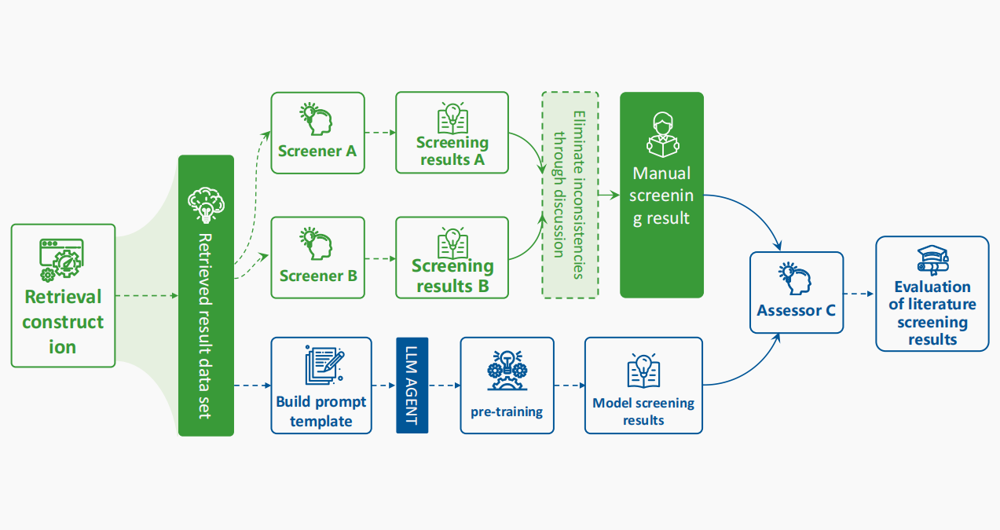 Retrieval
construct
ion
Retrieved result data set
Screener A
Screening
results A
Screener B
Screening
results B
Eliminate inconsistencies
through discussion
Manual
screenin
g result
Build prompt
template
LLM AGENT
pre-training
Model screening
results
Assessor C
Evaluation
of literature
screening
results